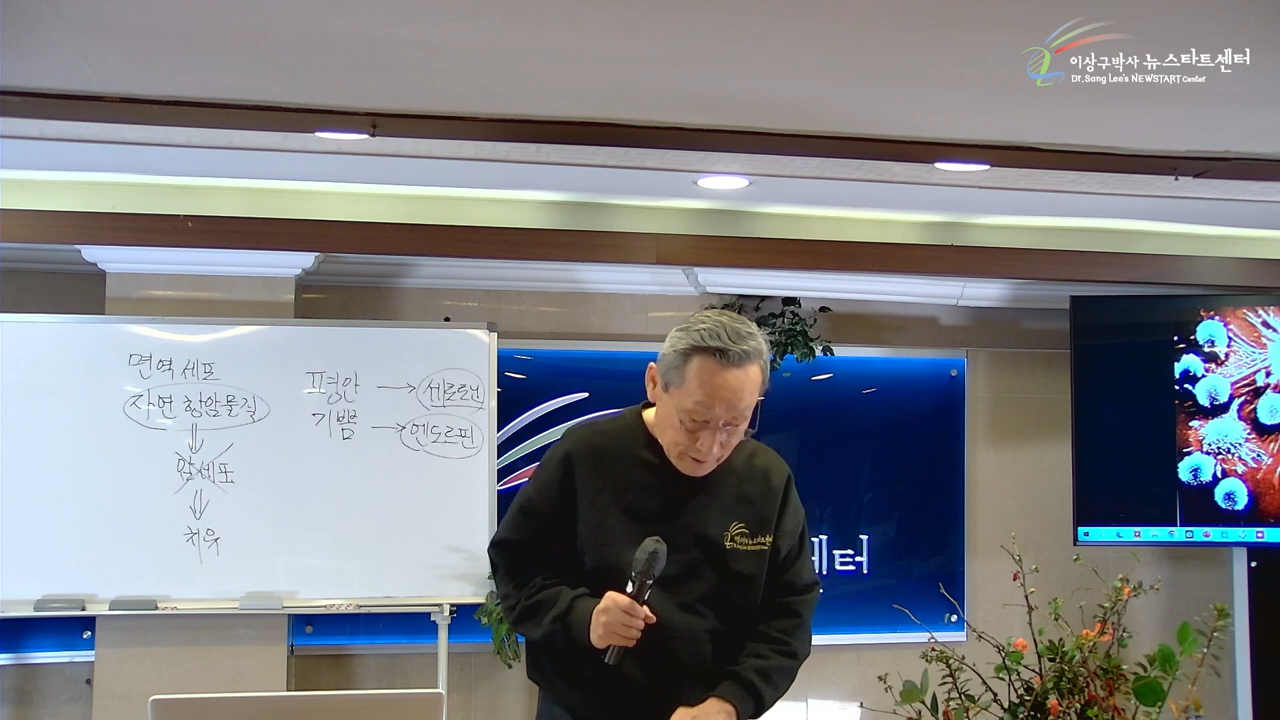 이상구박사 뉴스타트센터
Dr. Sang Lee's NEWSTART Center
면역세포
자연항암물질
암세포
치유
평안 → 세로토닌
기쁨 → 엔도르핀
센터